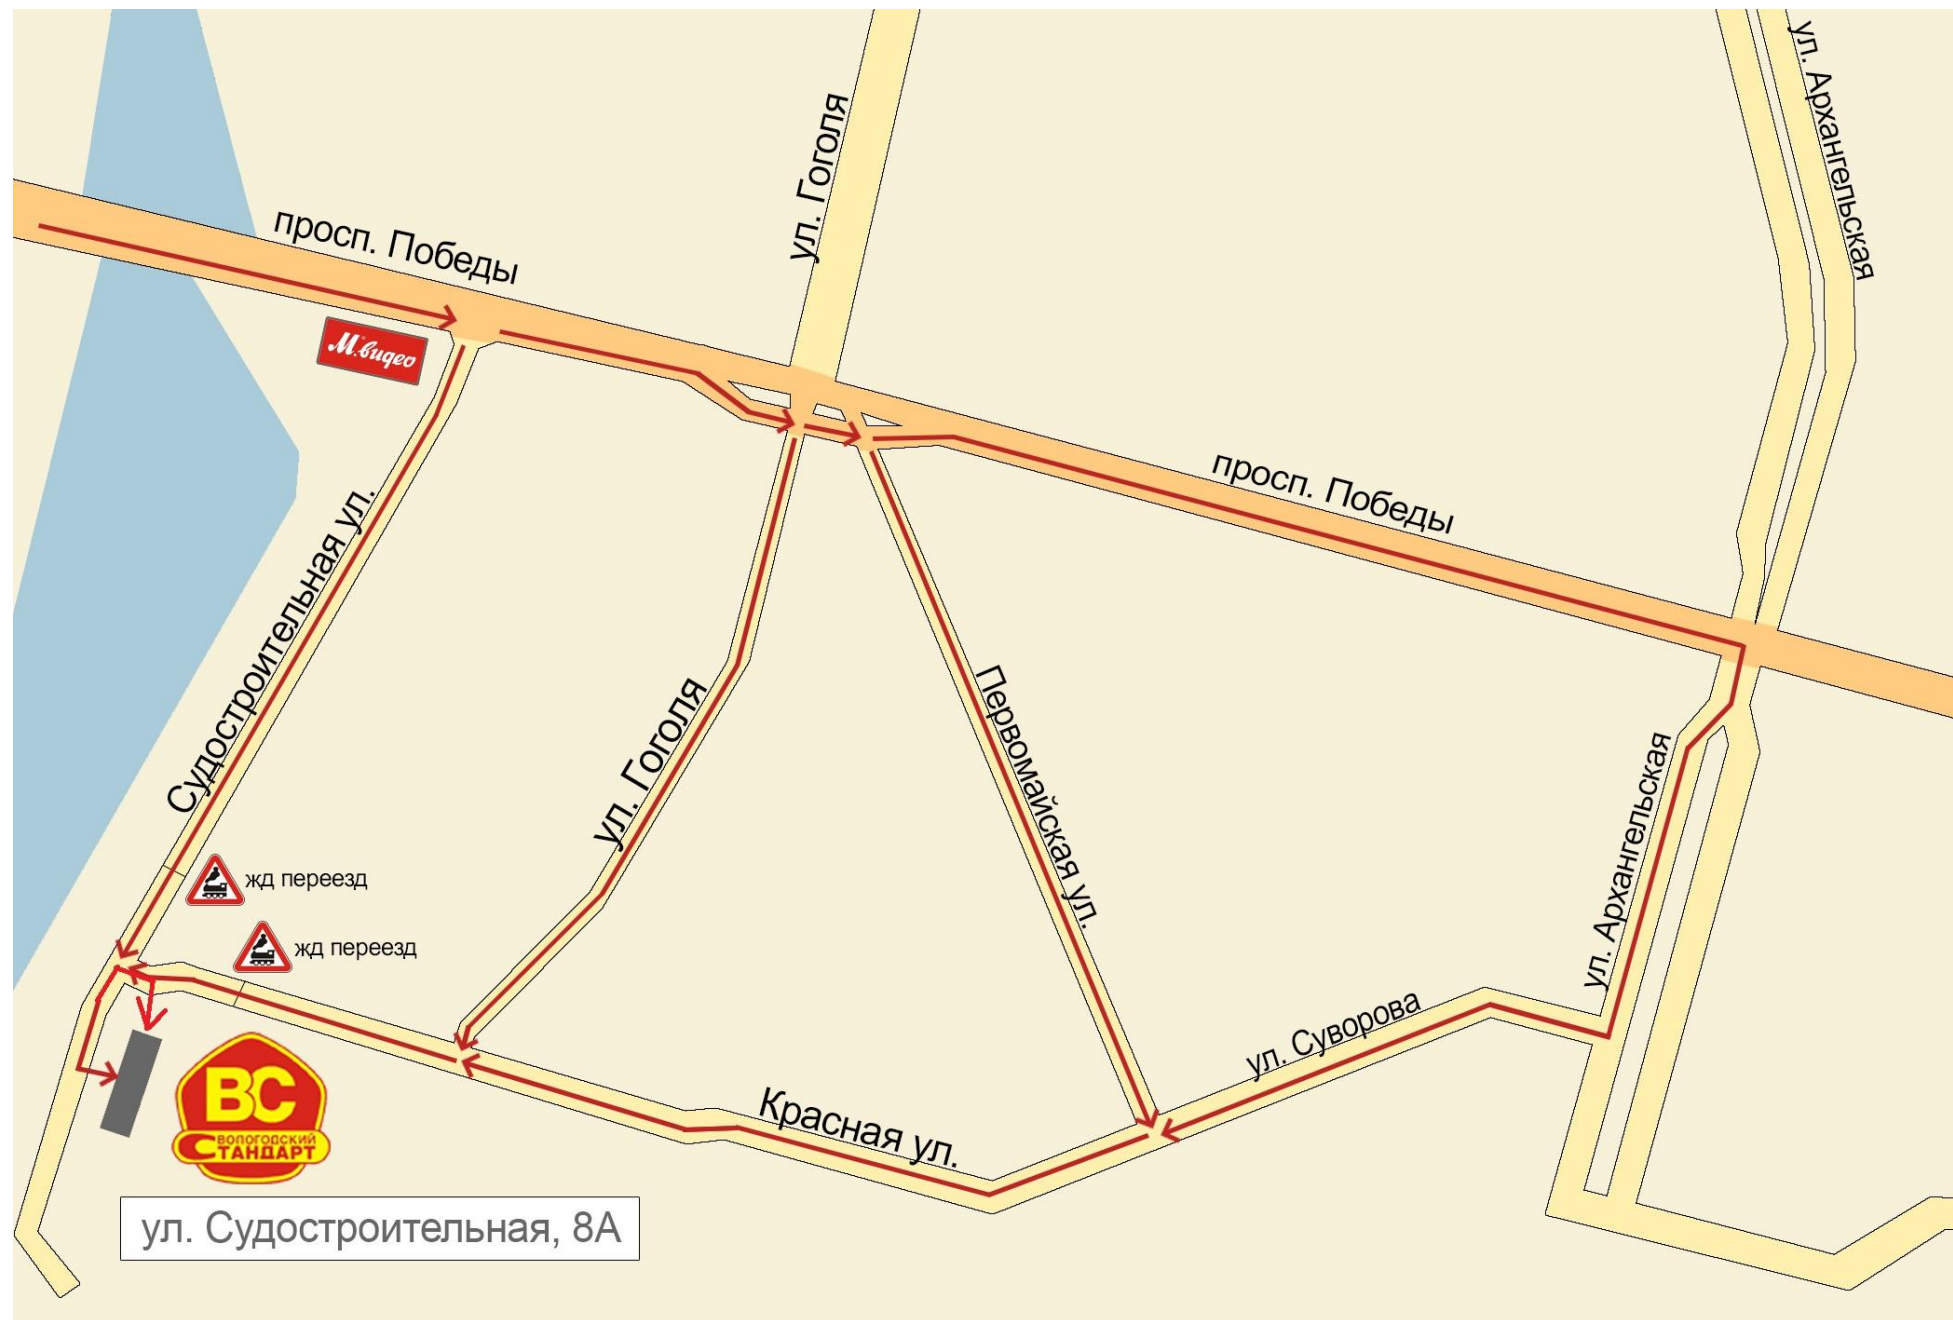 ул. Архангельская
ул. Гоголя
просп. Победы
М.видео
просп. Победы
Судостроительная ул.
ул. Гоголя
Первомайская ул.
ул. Архангельская
жд переезд
жд переезд
ул. Суворова
Красная ул.
ВС
ВОЛОГОДСКИЙ
СТАНДАРТ
ул. Судостроительная, 8А